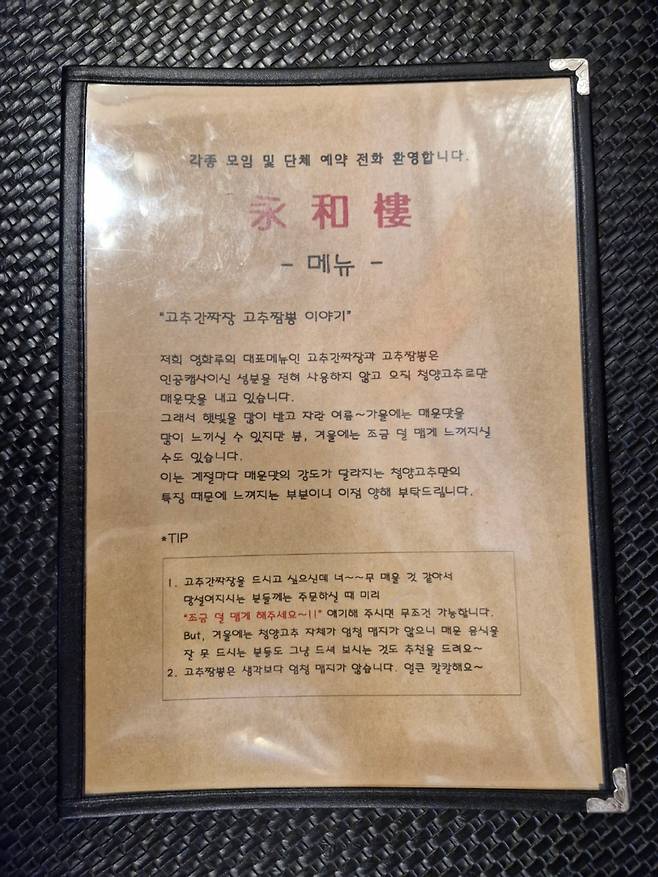 각종 모임 및 단체 예약 전화 환영합니다.
永和樓
- 메뉴 -
"고추간짜장 고추짬뽕 이야기"
저희 영화루의 대표메뉴인 고추간짜장과 고추짬뽕은
인공캡사이신 성분을 전혀 사용하지 않고 오직 청양고추로만
매운맛을 내고 있습니다.
그래서 햇빛을 많이 받고 자란 여름~가을에는 매운맛을
많이 느끼실 수 있지만 봄, 겨울에는 조금 덜 맵게 느껴지실
수도 있습니다.
이는 계절마다 매운맛의 강도가 달라지는 청양고추만의
특징 때문에 느껴지는 부분이니 이점 양해 부탁드립니다.
*TIP
1. 고추간짜장을 드시고 싶으신데 너~~무 매울 것 같아서
망설여지시는 분들께는 주문하실 때 미리
"조금 덜 맵게 해주세요~!!" 얘기해 주시면 무조건 가능합니다.
But, 겨울에는 청양고추 자체가 엄청 맵지가 않으니 매운 음식을
잘 못 드시는 분들도 그냥 드셔 보시는 것도 추천을 드려요~
2. 고추짬뽕은 생각보다 엄청 맵지가 않습니다. 얼큰 칼칼해요~